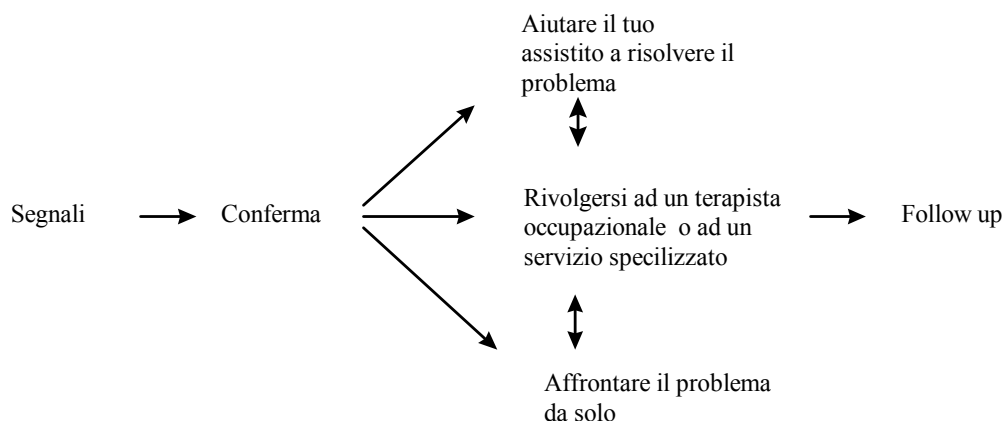 Aiutare il tuo
assistito a risolvere il
problema
Segnali
Conferma
Rivolgersi ad un terapista
occupazionale o ad un
servizio specilizzato
Follow up
Affrontare il problema
da solo